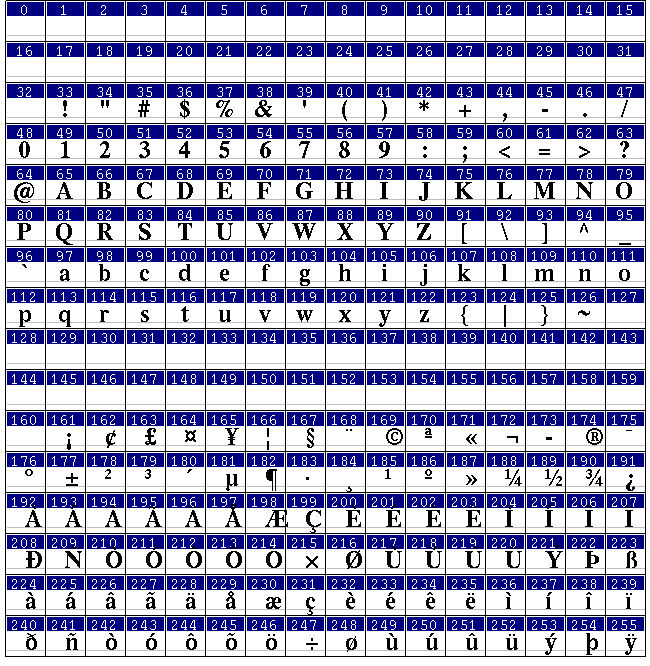 0 1 2 3 4 5 6 7 8 9 10 11 12 13 14 15
16 17 18 19 20 21 22 23 24 25 26 27 28 29 30 31
32 33 34 35 36 37 38 39 40 41 42 43 44 45 46 47
! " # $ % & ' ( ) * + , - . /
48 49 50 51 52 53 54 55 56 57 58 59 60 61 62 63
0 1 2 3 4 5 6 7 8 9 : ; < = > ?
64 65 66 67 68 69 70 71 72 73 74 75 76 77 78 79
@ A B C D E F G H I J K L M N O
80 81 82 83 84 85 86 87 88 89 90 91 92 93 94 95
P Q R S T U V W X Y Z [ \ ] ^ _
96 97 98 99 100 101 102 103 104 105 106 107 108 109 110 111
` a b c d e f g h i j k l m n o
112 113 114 115 116 117 118 119 120 121 122 123 124 125 126 127
p q r s t u v w x y z { | } ~
128 129 130 131 132 133 134 135 136 137 138 139 140 141 142 143
144 145 146 147 148 149 150 151 152 153 154 155 156 157 158 159
160 161 162 163 164 165 166 167 168 169 170 171 172 173 174 175
¡ ¢ £ ¤ ¥ ¦ § ¨ © ª « ¬ - ® ¯
176 177 178 179 180 181 182 183 184 185 186 187 188 189 190 191
° ± ² ³ ´ µ ¶ · ¸ ¹ º » ¼ ½ ¾ ¿
192 193 194 195 196 197 198 199 200 201 202 203 204 205 206 207
A A A A A A Æ Ç E E E E I I I I
208 209 210 211 212 213 214 215 216 217 218 219 220 221 222 223
Ð N O O O O O × Ø U U U U Y Þ ß
224 225 226 227 228 229 230 231 232 233 234 235 236 237 238 239
à á â ã ä å æ ç è é ê ë ì í î ï
240 241 242 243 244 245 246 247 248 249 250 251 252 253 254 255
ð ñ ò ó ô õ ö ÷ ø ù ú û ü ý þ ÿ